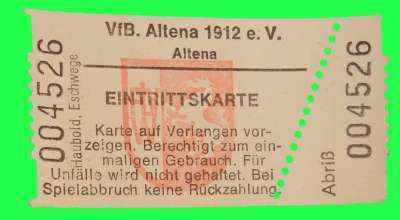 VfB. Altena 1912 e. V.
Altena
EINTRITTSKARTE
Karte auf Verlangen vor-
zeigen. Berechtigt zum ein-
maligen Gebrauch. Für
Unfälle wird nicht gehaftet. Bei
Spielabbruch keine Rückzahlung.
004526
Haubold, Eschwege
Abriß
004526